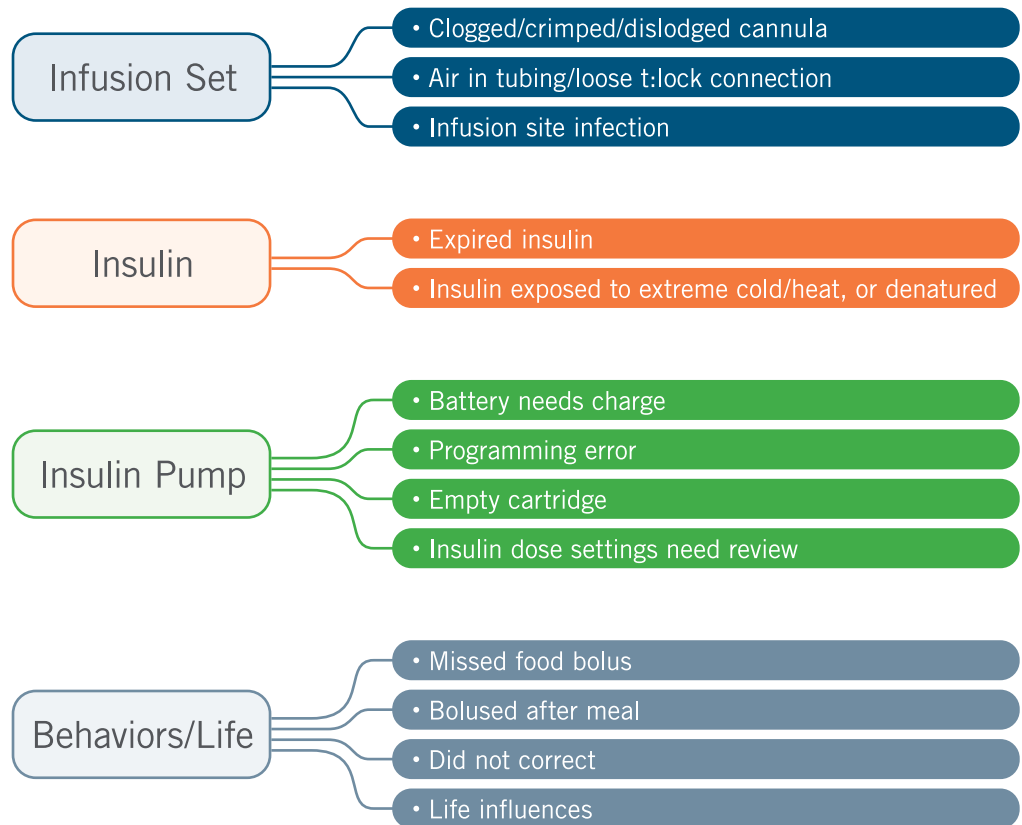 Infusion Set
• Clogged/crimped/dislodged cannula
• Air in tubing/loose t:lock connection
• Infusion site infection
Insulin
• Expired insulin
• Insulin exposed to extreme cold/heat, or denatured
Insulin Pump
• Battery needs charge
• Programming error
• Empty cartridge
• Insulin dose settings need review
Behaviors/Life
• Missed food bolus
• Bolused after meal
• Did not correct
• Life influences